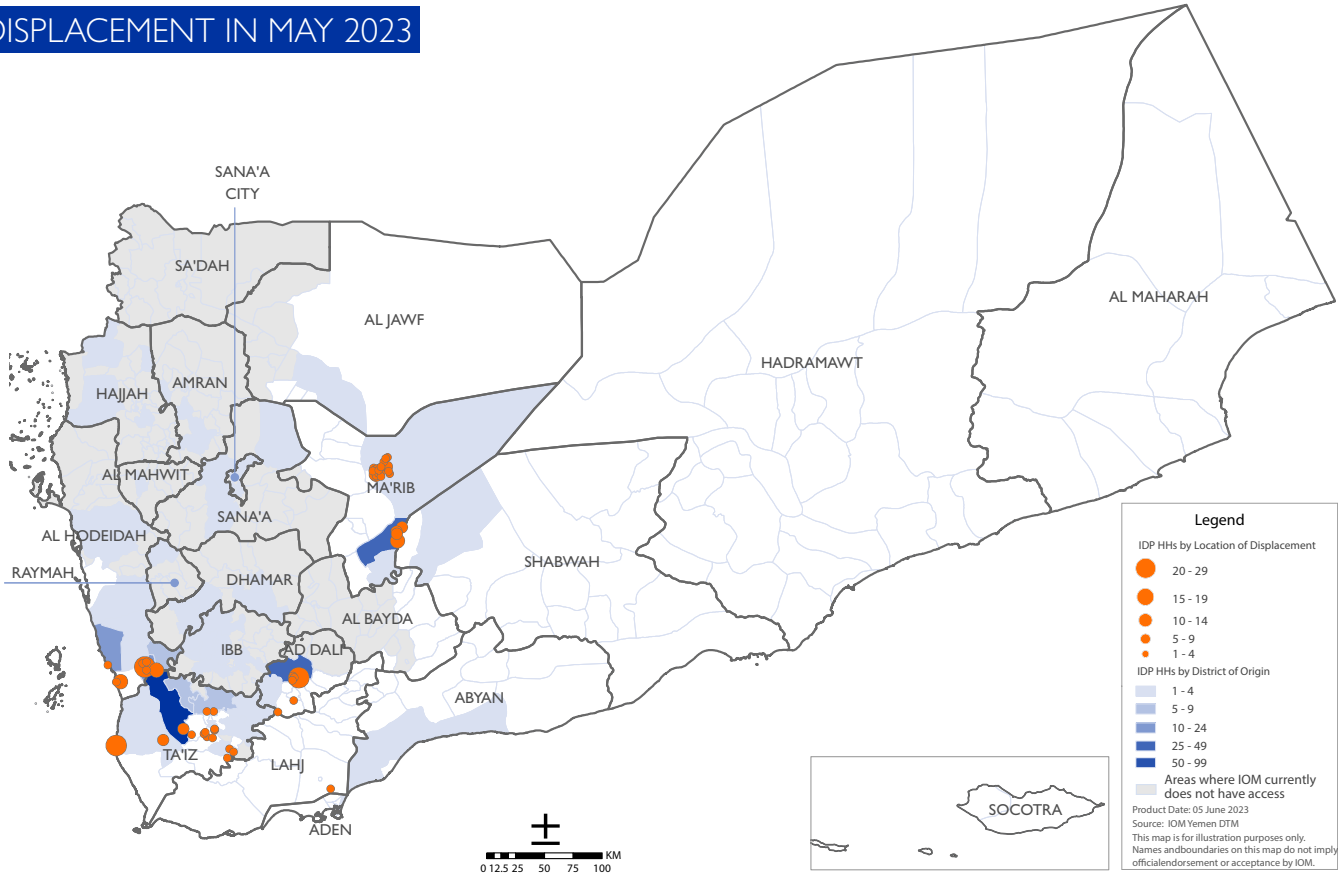 DISPLACEMENT IN MAY 2023
SANA'A
CITY
SA'DAH
AL JAWF
AL MAHARAH
HADRAMAWT
HAJJAH
AMRAN
AL MAHWIT
MA'RIB
SANA'A
AL HODEIDAH
SHABWAH
RAYMAH
DHAMAR
AL BAYDA
IBB
AD DALI
ABYAN
TA'IZ
LAHJ
ADEN
SOCOTRA
KM
0 12.5 25 50 75 100
Legend
IDP HHs by Location of Displacement
20 - 29
15 - 19
10 - 14
5 - 9
1 - 4
IDP HHs by District of Origin
1 - 4
5 - 9
10 - 24
25 - 49
50 - 99
Areas where IOM currently
does not have access
Product Date: 05 June 2023
Source: IOM Yemen DTM
This map is for illustration purposes only.
Names andboundaries on this map do not imply
officialendorsement or acceptance by IOM.